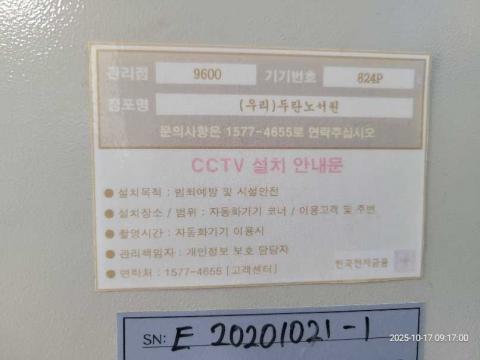 관리점 9600 기기번호 824P
점포명 (우리)두란노서원
문의사항은 1577-4655로 연락주십시오
CCTV 설치 안내문
● 설치목적 : 범죄예방 및 시설안전
● 설치장소 / 범위 : 자동화기기 코너 / 이용고객 및 주변
● 촬영시간 : 자동화기기 이용시
● 관리책임자 : 개인정보 보호 담당자
● 연락처 : 1577-4655 [고객센터]
한국전자금융
SN: E 20201021-1
2025-10-17 09:17:00